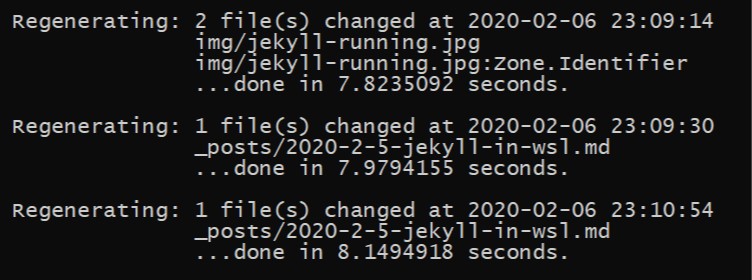 Regenerating: 2 file(s) changed at 2020-02-06 23:09:14
img/jekyll-running.jpg
img/jekyll-running.jpg:Zone.Identifier
...done in 7.8235092 seconds.
Regenerating: 1 file(s) changed at 2020-02-06 23:09:30
_posts/2020-2-5-jekyll-in-wsl.md
...done in 7.9794155 seconds.
Regenerating: 1 file(s) changed at 2020-02-06 23:10:54
_posts/2020-2-5-jekyll-in-wsl.md
...done in 8.1494918 seconds.